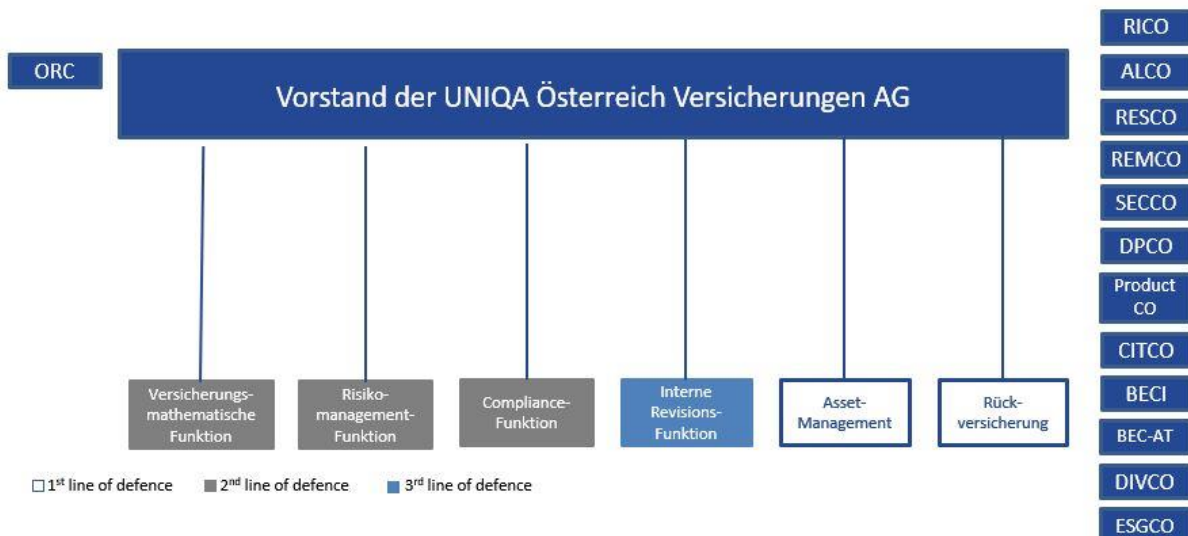 ORC
Vorstand der UNIQA Österreich Versicherungen AG
RICO
ALCO
RESCO
REMCO
SECCO
DPCO
Product
CO
CITCO
BECI
BEC-AT
DIVCO
ESGCO
Versicherungs-
mathematische
Funktion
Risiko-
management-
Funktion
Compliance-
Funktion
Interne
Revisions-
Funktion
Asset-
Management
Rück-
versicherung
1st line of defence
2nd line of defence
3rd line of defence